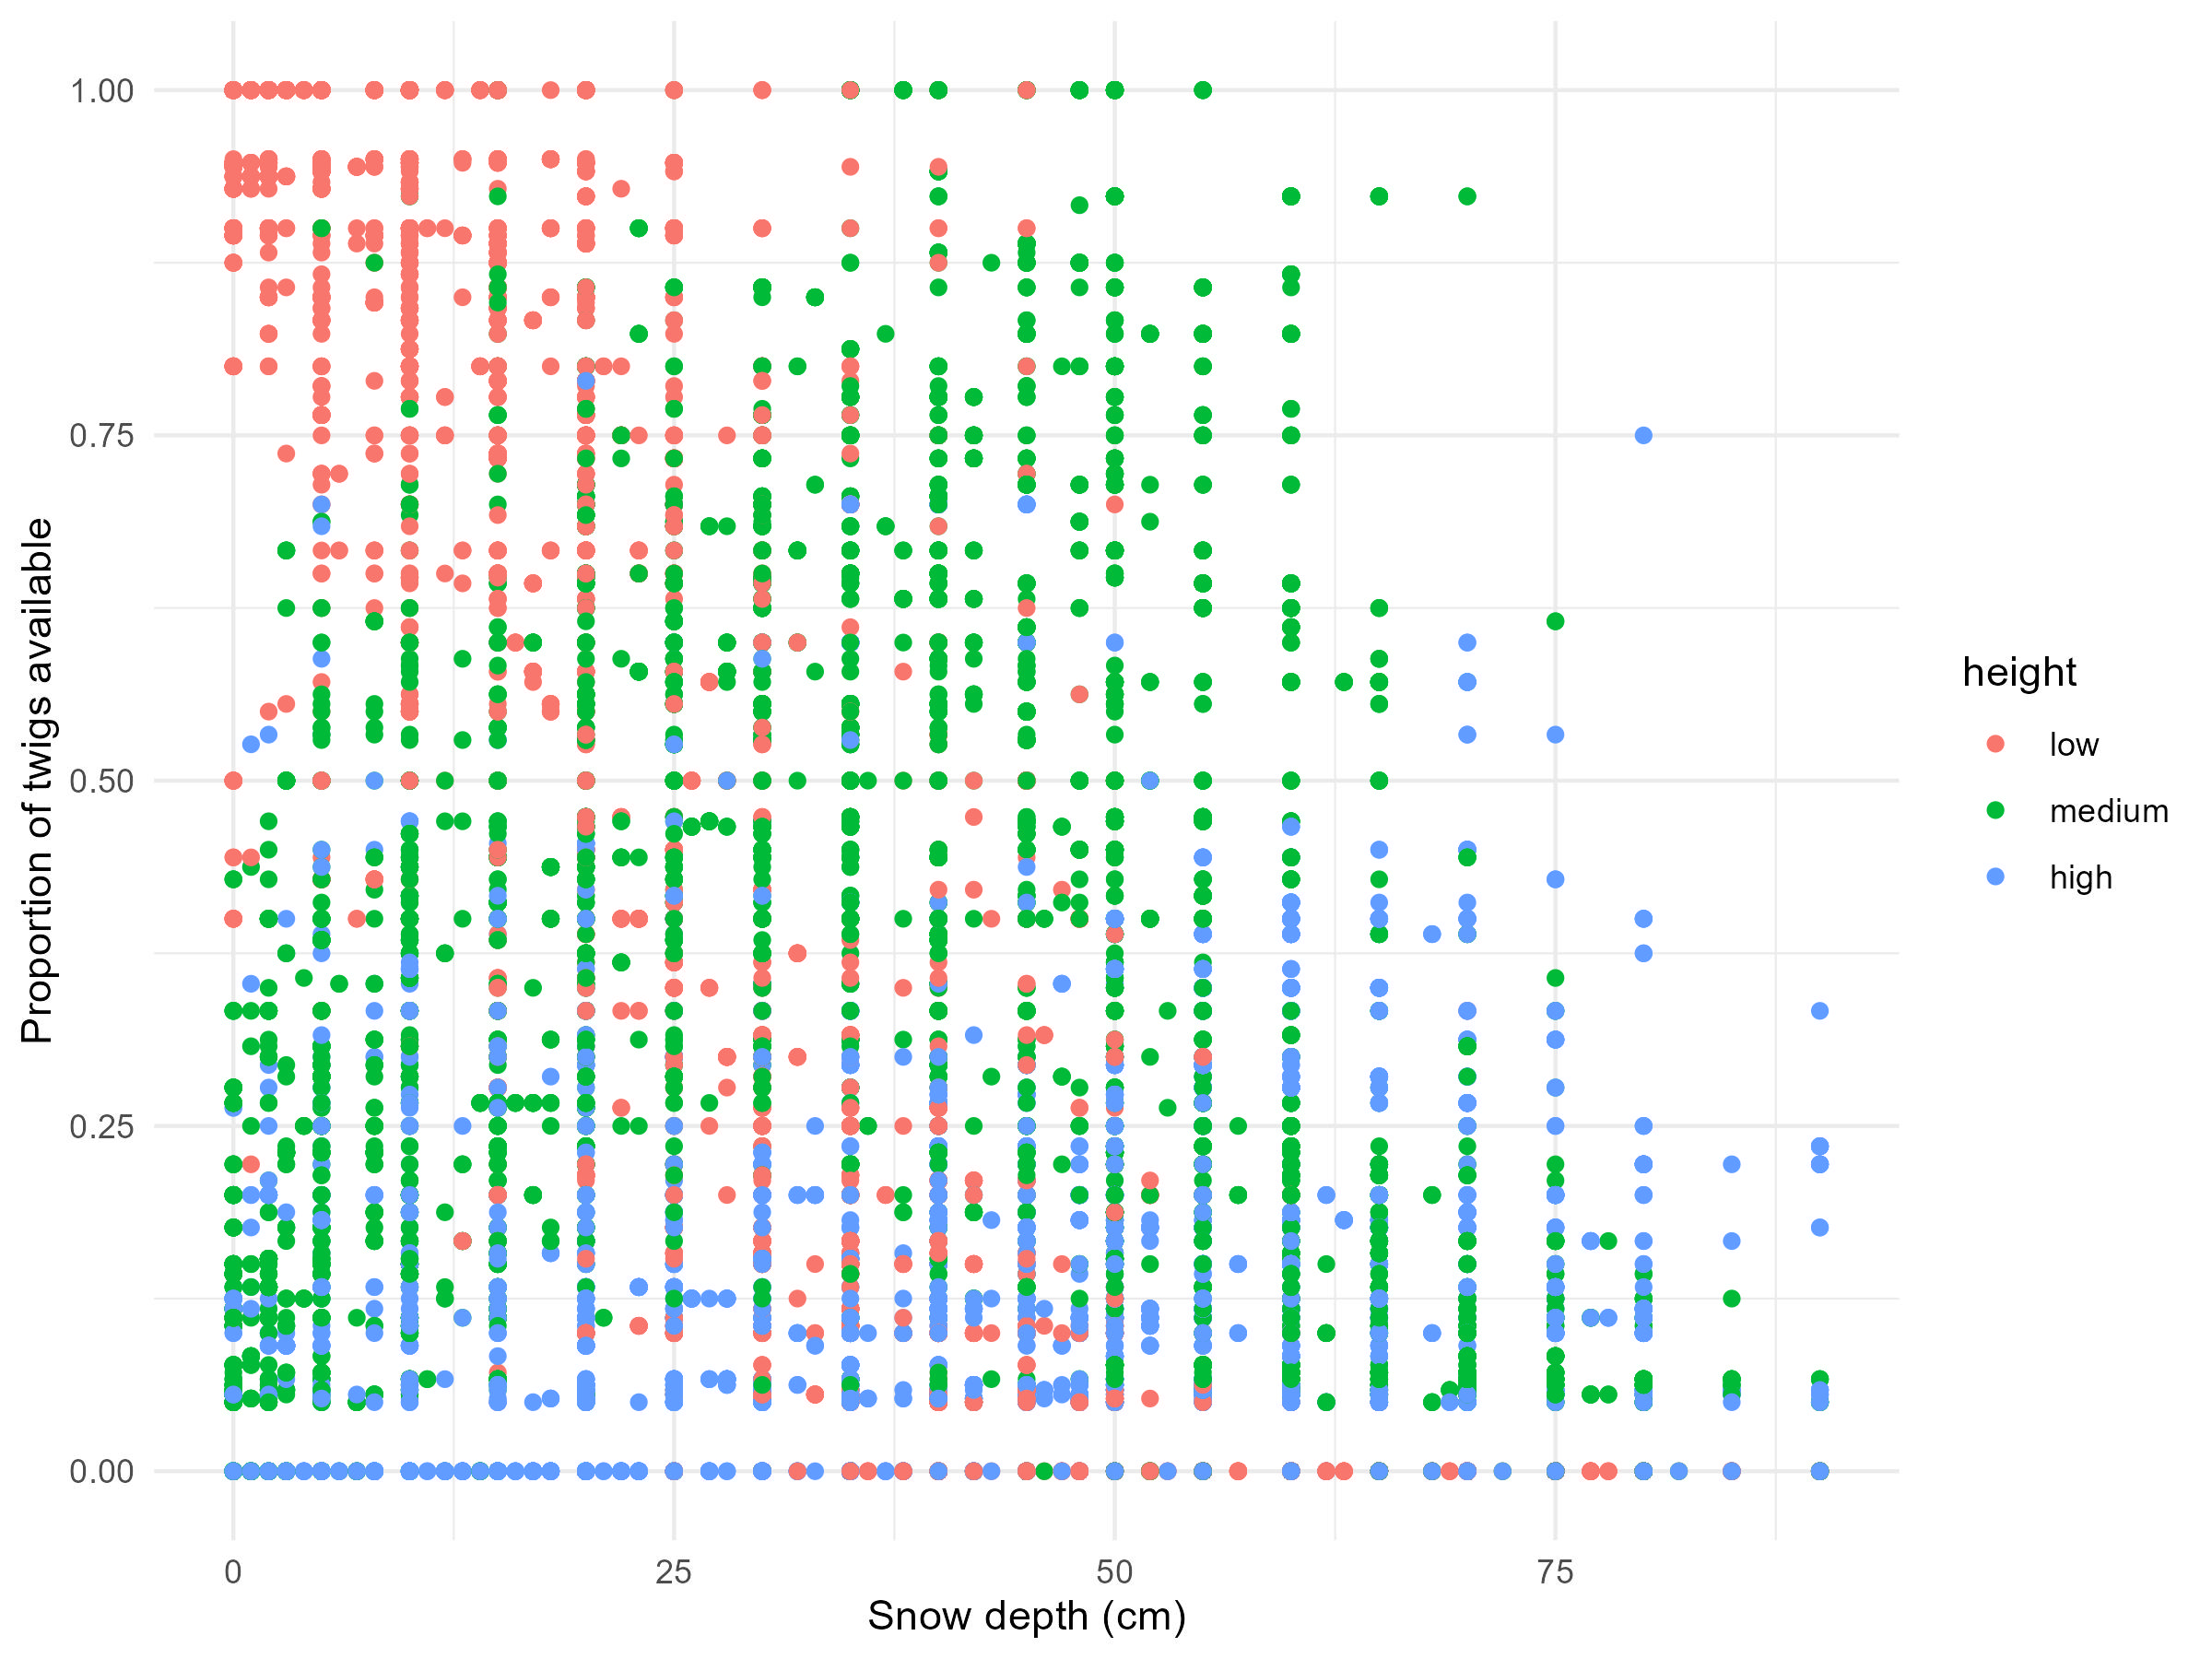 1.00
0.75
0.50
0.25
0.00
Proportion of twigs available
0
25
50
75
Snow depth (cm)
height
low
medium
high